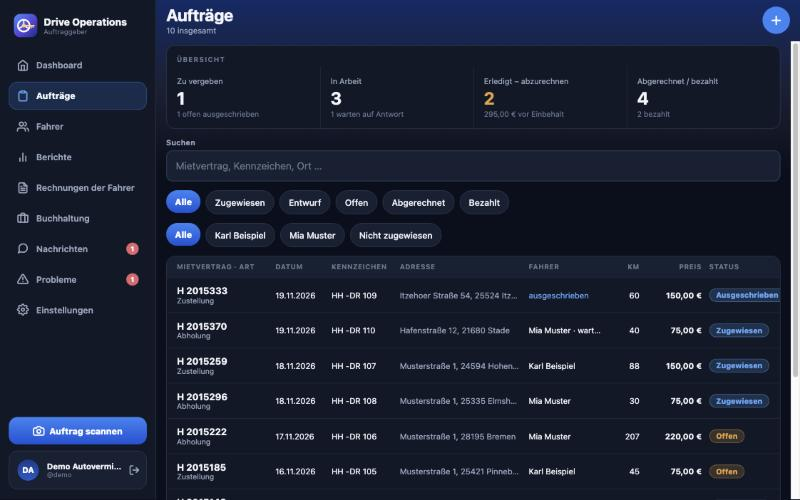 Drive Operations
Auftraggeber
Dashboard
Aufträge
Fahrer
Berichte
Rechnungen der Fahrer
Buchhaltung
Nachrichten 1
Probleme 1
Einstellungen
Auftrag scannen
DA
Demo Autovermi...
@demo
Aufträge
10 insgesamt
ÜBERSICHT
Zu vergeben
1
1 offen ausgeschrieben
In Arbeit
3
1 warten auf Antwort
Erledigt – abzurechnen
2
295,00 € vor Einbehalt
Abgerechnet / bezahlt
4
2 bezahlt
Suchen
Mietvertrag, Kennzeichen, Ort ...
Alle Zugewiesen Entwurf Offen Abgerechnet Bezahlt
Alle Karl Beispiel Mia Muster Nicht zugewiesen
MIETVERTRAG · ART DATUM KENNZEICHEN ADRESSE FAHRER KM PREIS STATUS
H 2015333 19.11.2026 HH -DR 109 Itzehoer Straße 54, 25524 Itz... ausgeschrieben 60 150,00 € Ausgeschrieben
Zustellung
H 2015370 19.11.2026 HH -DR 110 Hafenstraße 12, 21680 Stade Mia Muster · wart... 40 75,00 € Zugewiesen
Abholung
H 2015259 18.11.2026 HH -DR 107 Musterstraße 1, 24594 Hohen... Karl Beispiel 88 150,00 € Zugewiesen
Zustellung
H 2015296 18.11.2026 HH -DR 108 Musterstraße 1, 25335 Elmsh... Mia Muster 30 75,00 € Zugewiesen
Abholung
H 2015222 17.11.2026 HH -DR 106 Musterstraße 1, 28195 Bremen Mia Muster 207 220,00 € Offen
Abholung
H 2015185 16.11.2026 HH -DR 105 Musterstraße 1, 25421 Pinneb... Karl Beispiel 45 75,00 € Offen
Zustellung